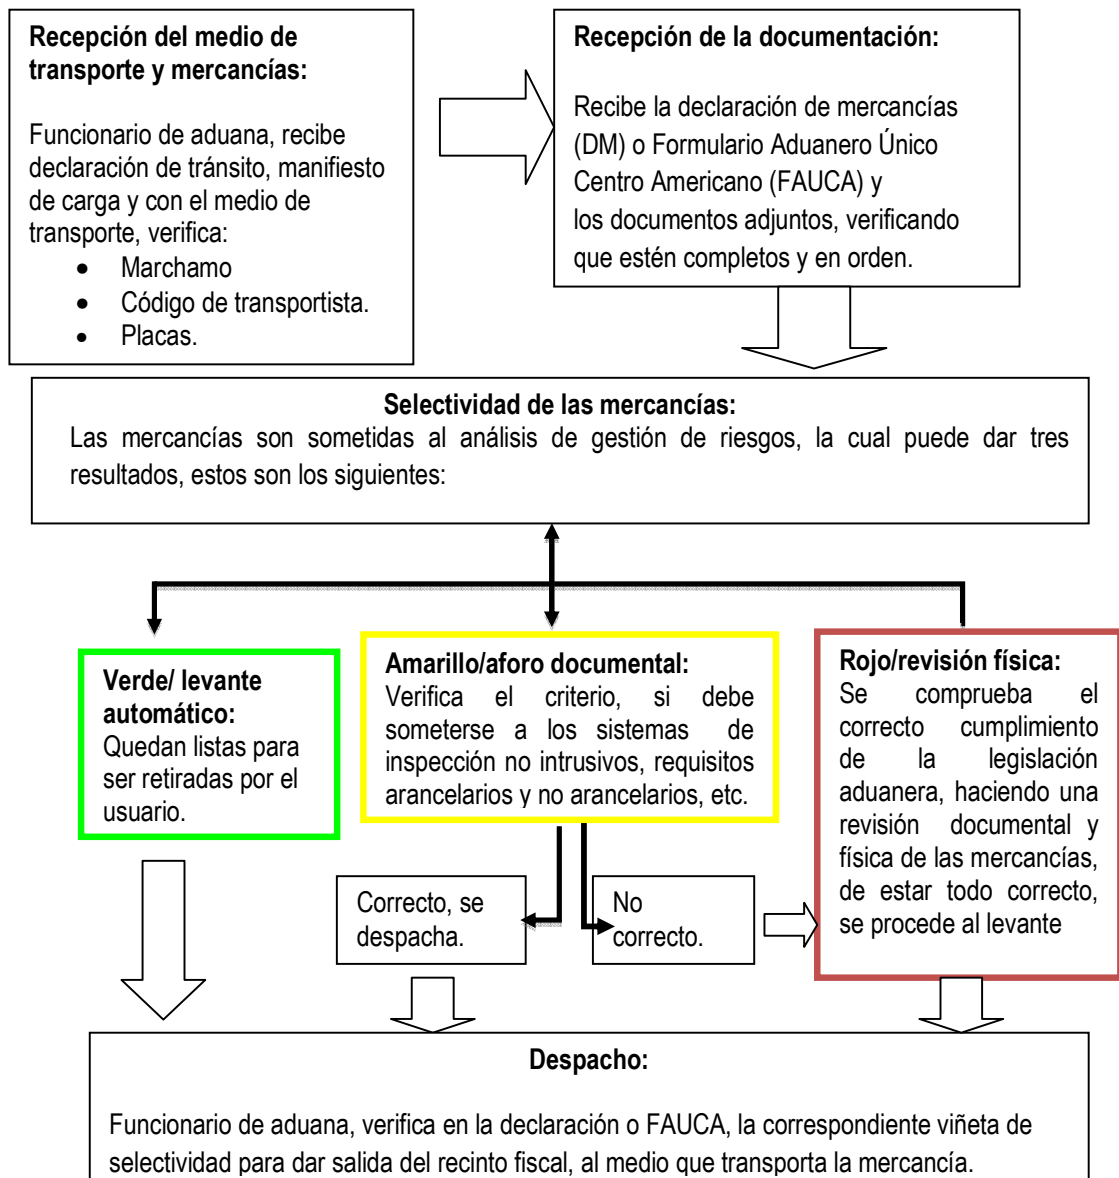 Recepción del medio de
transporte y mercancías:
Funcionario de aduana, recibe
declaración de tránsito, manifiesto
de carga y con el medio de
transporte, verifica:
• Marchamo
• Código de transportista.
• Placas.
Recepción de la documentación:
Recibe la declaración de mercancías
(DM) o Formulario Aduanero Único
Centro Americano (FAUCA) y
los documentos adjuntos, verificando
que estén completos y en orden.
Selectividad de las mercancías:
Las mercancías son sometidas al análisis de gestión de riesgos, la cual puede dar tres
resultados, estos son los siguientes:
Verde/ levante
automático:
Quedan listas para
ser retiradas por el
usuario.
Amarillo/aforo documental:
Verifica el criterio, si debe
someterse a los sistemas de
inspección no intrusivos, requisitos
arancelarios y no arancelarios, etc.
Rojo/revisión física:
Se comprueba el
correcto cumplimiento
de la legislación
aduanera, haciendo una
revisión documental y
física de las mercancías,
de estar todo correcto,
se procede al levante
Correcto, se
despacha.
No
correcto.
Despacho:
Funcionario de aduana, verifica en la declaración o FAUCA, la correspondiente viñeta de
selectividad para dar salida del recinto fiscal, al medio que transporta la mercancía.